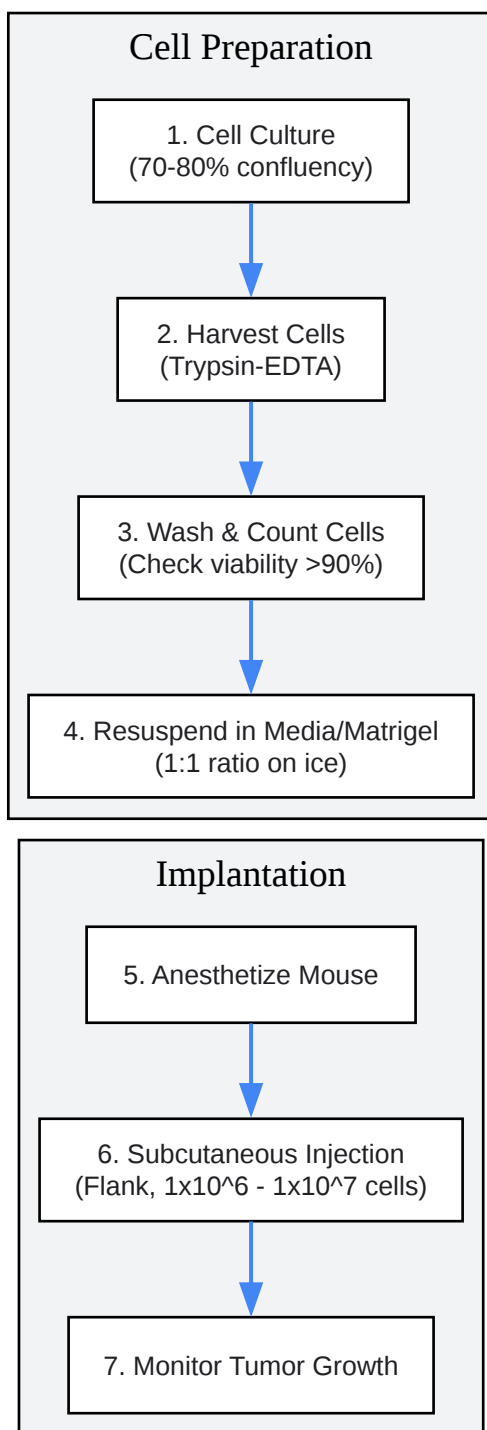 Cell Preparation
1. Cell Culture
(70-80% confluency)
2. Harvest Cells
(Trypsin-EDTA)
3. Wash & Count Cells
(Check viability >90%)
4. Resuspend in Media/Matrigel
(1:1 ratio on ice)
Implantation
5. Anesthetize Mouse
6. Subcutaneous Injection
(Flank, 1x10^6 - 1x10^7 cells)
7. Monitor Tumor Growth